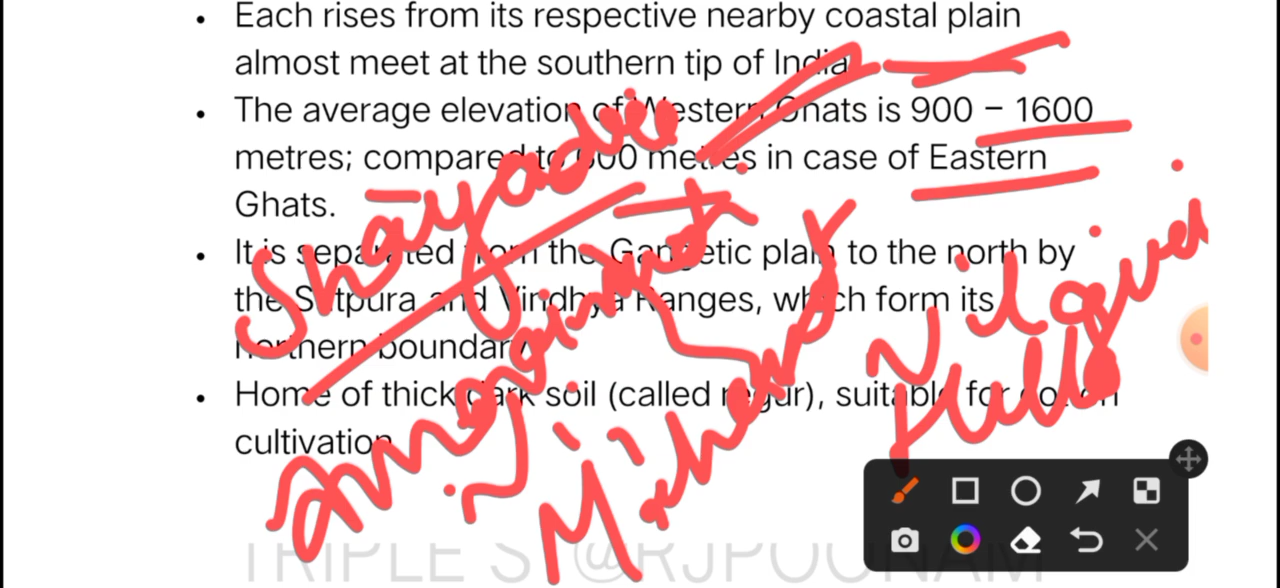 • Each rises from its respective nearby coastal plain
almost meet at the southern tip of India
• The average elevation of Western Ghats is 900 – 1600
metres; compared to 600 metres in case of Eastern
Ghats.
• It is separated from the Gangetic plain to the north by
the Satpura and Vindhya Ranges, which form its
northern boundary
• Home of thick dark soil (called regur), suitable for cotton
cultivation
Shayadri
Nilgiri
Hills
TRIPLE S @RJPOONAM